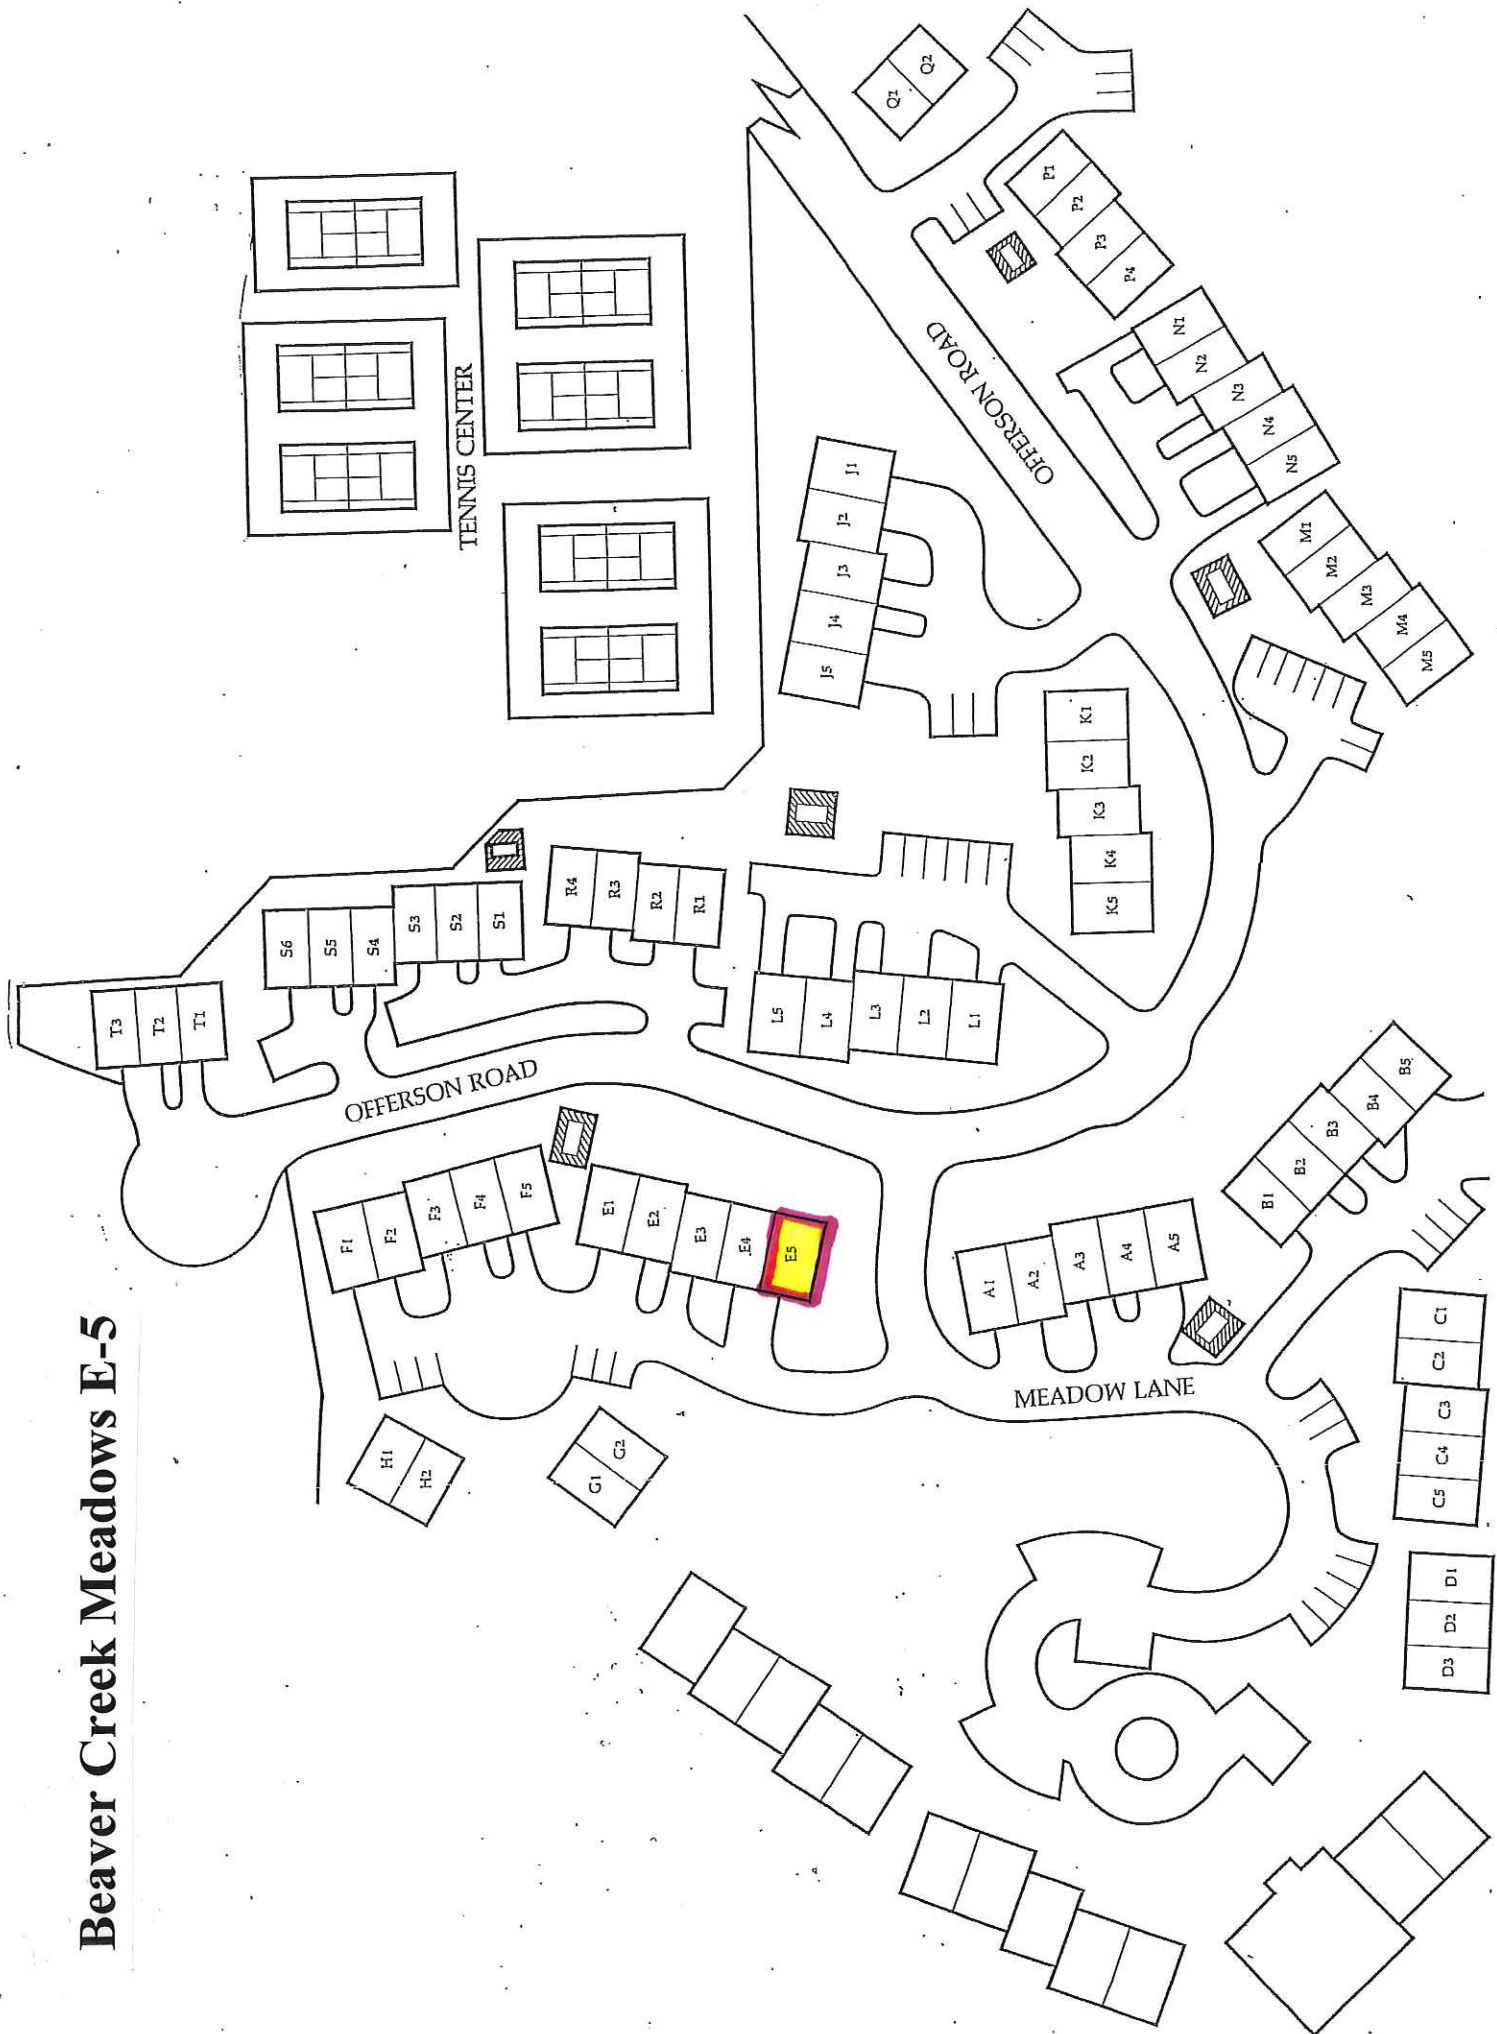 Beaver Creek Meadows E-5
TENNIS CENTER
OFFERSON ROAD
OFFERSON ROAD
MEADOW LANE
T3
T2
T1
S6
S5
S4
S3
S2
S1
R4
R3
R2
R1
Q1
Q2
P1
P2
P3
P4
N1
N2
N3
N4
N5
M1
M2
M3
M4
M5
J1
J2
J3
J4
J5
K1
K2
K3
K4
K5
L5
L4
L3
L2
L1
F1
F2
F3
F4
F5
E1
E2
E3
E4
E5
H1
H2
G1
G2
A1
A2
A3
A4
A5
B1
B2
B3
B4
B5
C1
C2
C3
C4
C5
D1
D2
D3